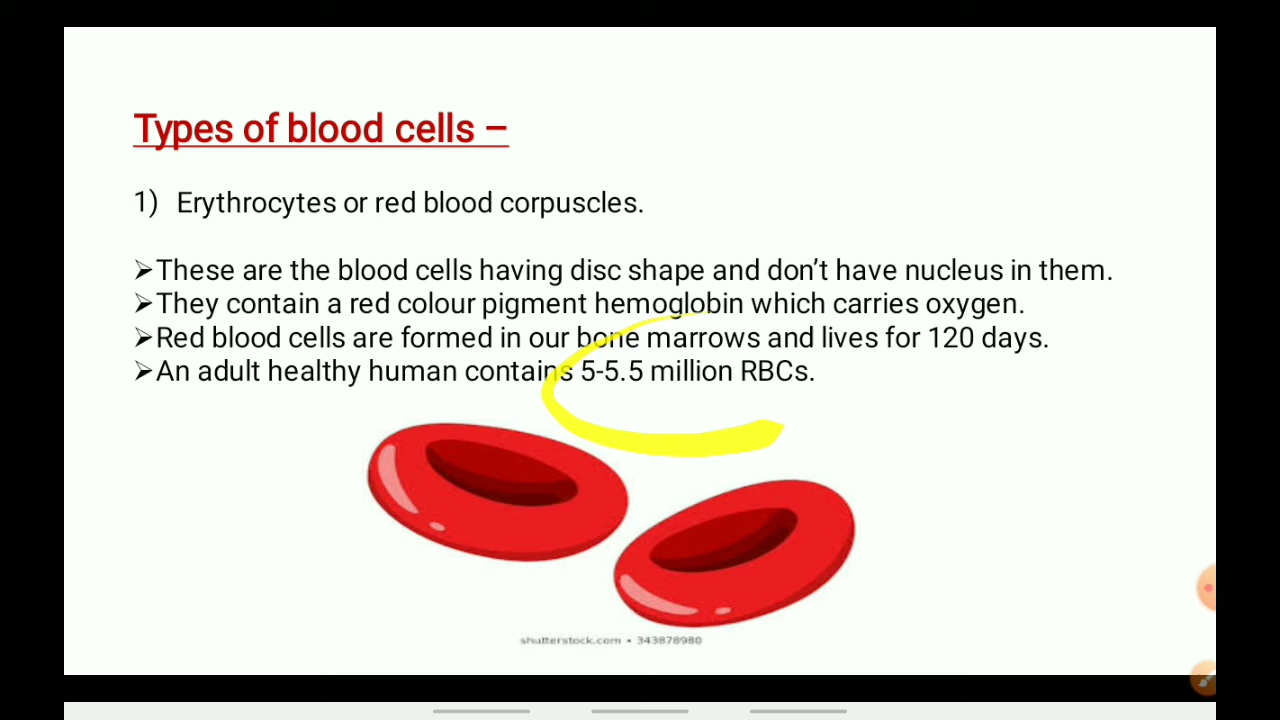 Types of blood cells –
1) Erythrocytes or red blood corpuscles.
➢These are the blood cells having disc shape and don’t have nucleus in them.
➢They contain a red colour pigment hemoglobin which carries oxygen.
➢Red blood cells are formed in our bone marrows and lives for 120 days.
➢An adult healthy human contains 5-5.5 million RBCs.
shutterstock.com • 343878980